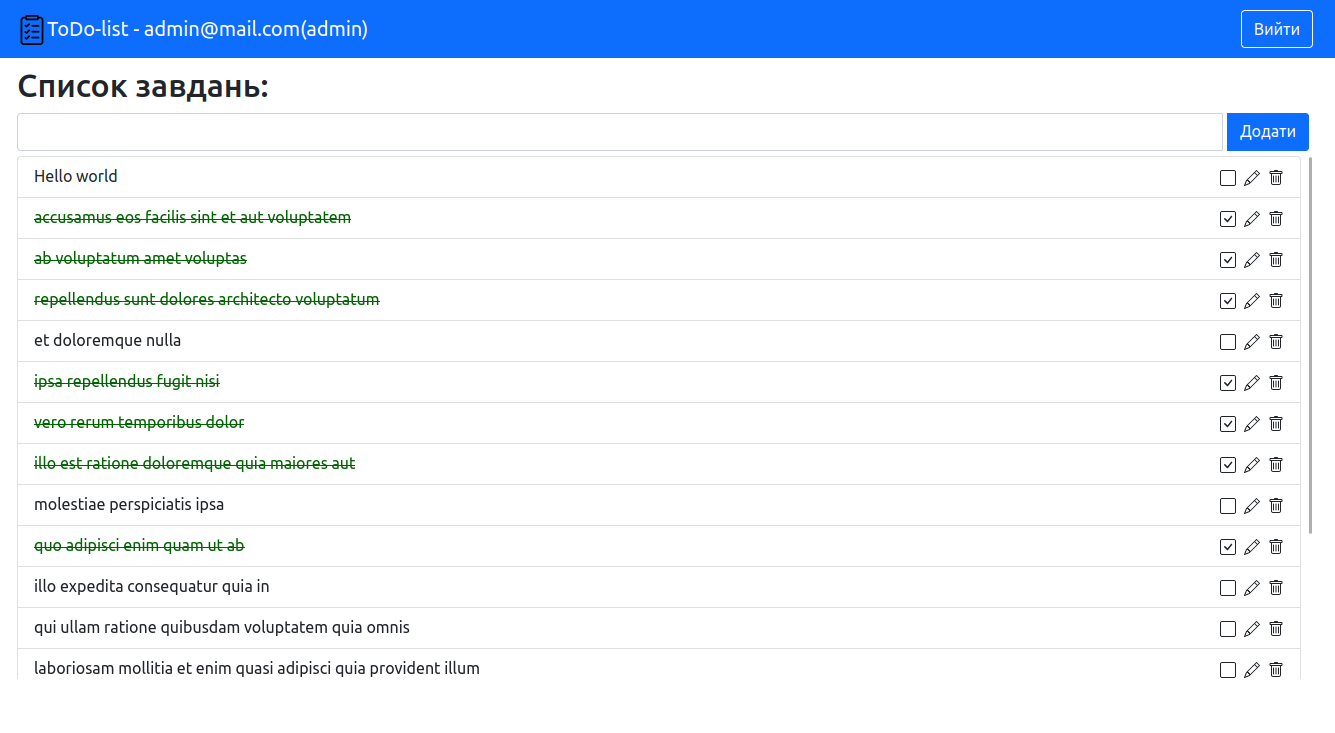 ToDo-list - admin@mail.com(admin)
Вийти
Список завдань:
Додати
Hello world
accusamus eos facilis sint et aut voluptatem
ab voluptatum amet voluptas
repellendus sunt dolores architecto voluptatum
et doloremque nulla
ipsa repellendus fugit nisi
vero rerum temporibus dolor
illo est ratione doloremque quia maiores aut
molestiae perspiciatis ipsa
quo adipisci enim quam ut ab
illo expedita consequatur quia in
qui ullam ratione quibusdam voluptatem quia omnis
laboriosam mollitia et enim quasi adipisci quia provident illum